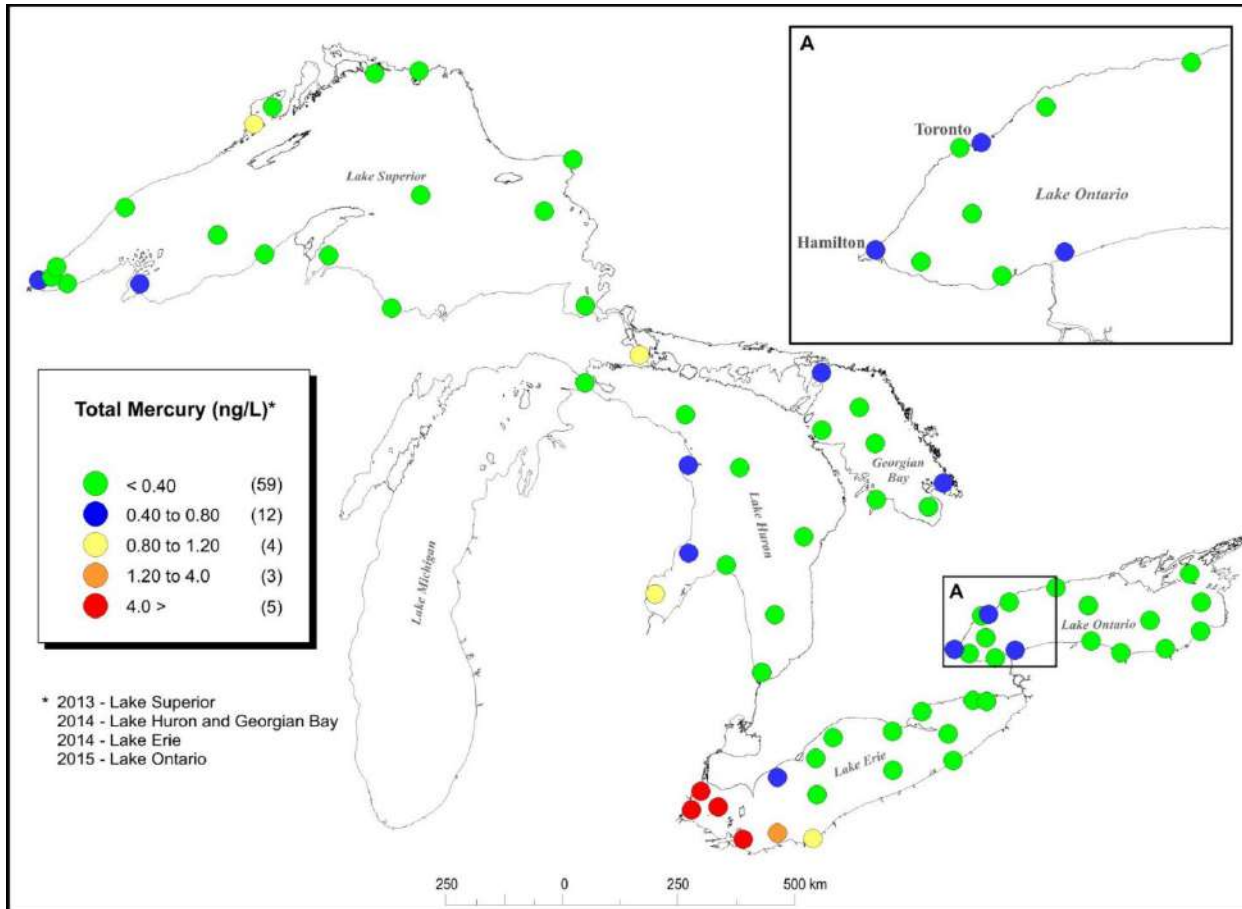 A
Toronto
Lake Ontario
Hamilton
Lake Superior
Total Mercury (ng/L)*
< 0.40 (59)
0.40 to 0.80 (12)
0.80 to 1.20 (4)
1.20 to 4.0 (3)
4.0 > (5)
Georgian
Bay
Lake Huron
Lake Michigan
A
Lake Ontario
* 2013 - Lake Superior
2014 - Lake Huron and Georgian Bay
2014 - Lake Erie
2015 - Lake Ontario
Lake Erie
250 0 250 500 km